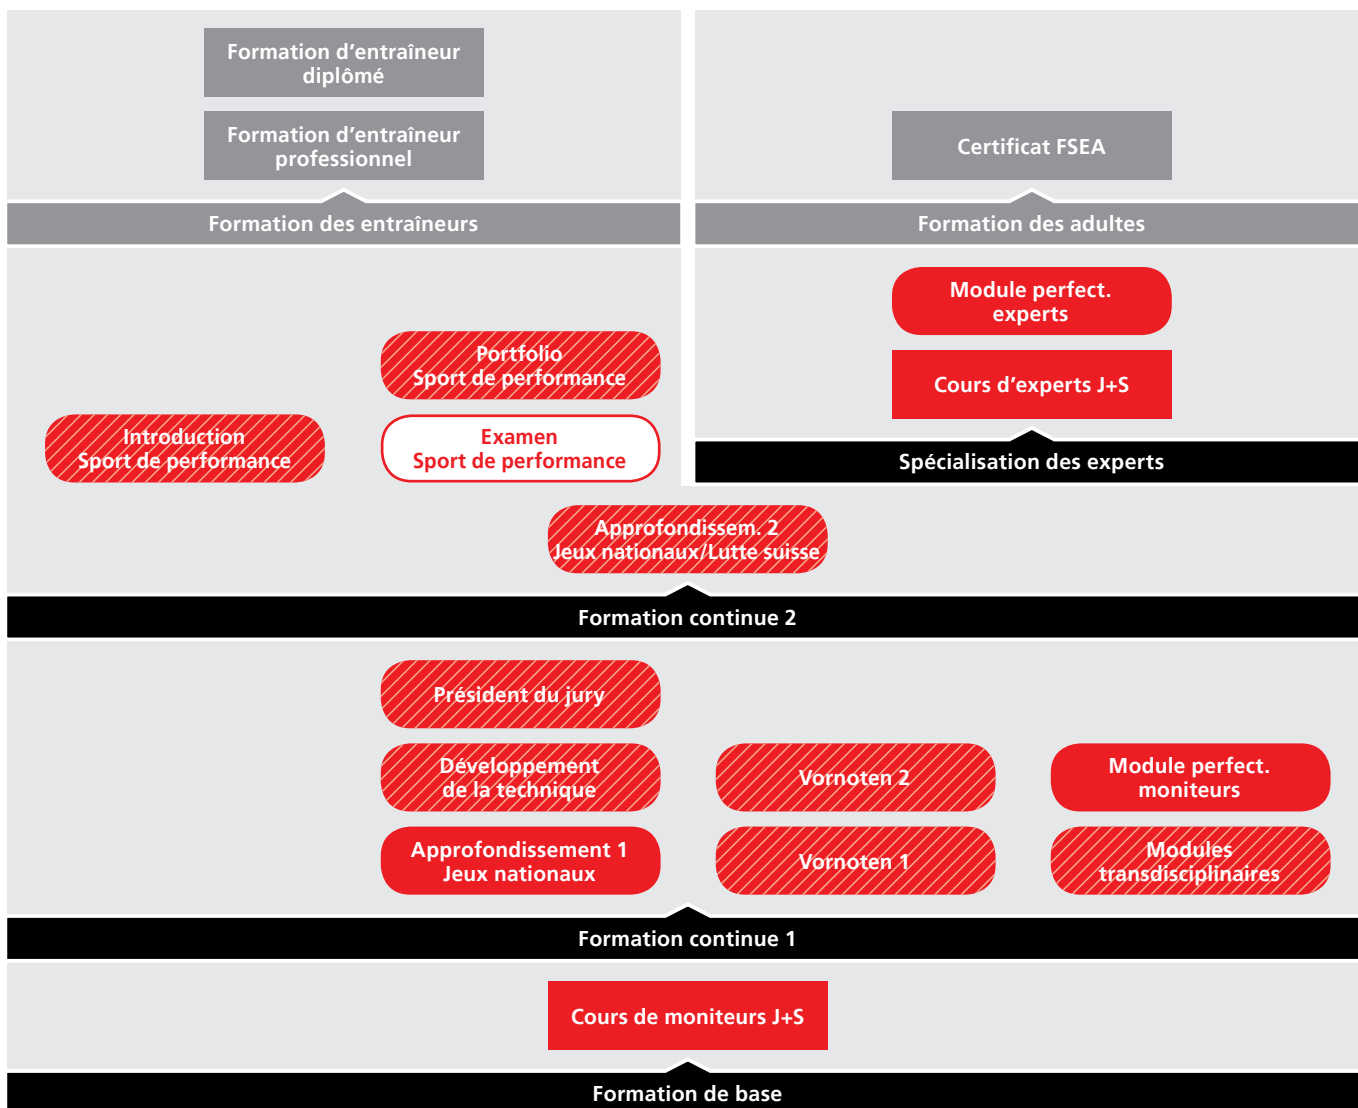 Formation d’entraîneur
diplômé
Formation d’entraîneur
professionnel
Certificat FSEA
Formation des entraîneurs
Formation des adultes
Module perfect.
experts
Portfolio
Sport de performance
Cours d’experts J+S
Introduction
Sport de performance
Examen
Sport de performance
Spécialisation des experts
Approfondissem. 2
Jeux nationaux/Lutte suisse
Formation continue 2
Président du jury
Développement
de la technique
Vornoten 2
Module perfect.
moniteurs
Approfondissement 1
Jeux nationaux
Vornoten 1
Modules
transdisciplinaires
Formation continue 1
Cours de moniteurs J+S
Formation de base